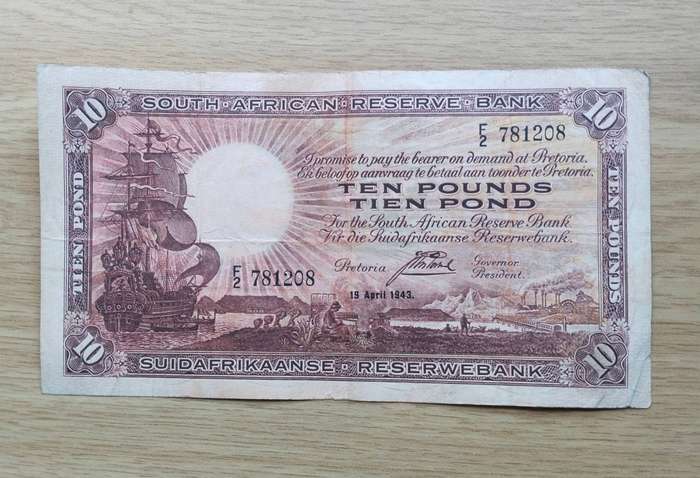 10 SOUTH AFRICAN RESERVE BANK 10
F/2 781208
I promise to pay the bearer on demand at Pretoria.
Ek beloof op aanvraag te betaal aan toonder te Pretoria.
TEN POUNDS
TIEN POND
For the South African Reserve Bank
Vir die Suidafrikaanse Reserwebank.
TIEN POND
TEN POUNDS
F/2 781208
Pretoria
Governor
President.
19 April 1943.
10 SUIDAFRIKAANSE RESERWEBANK 10